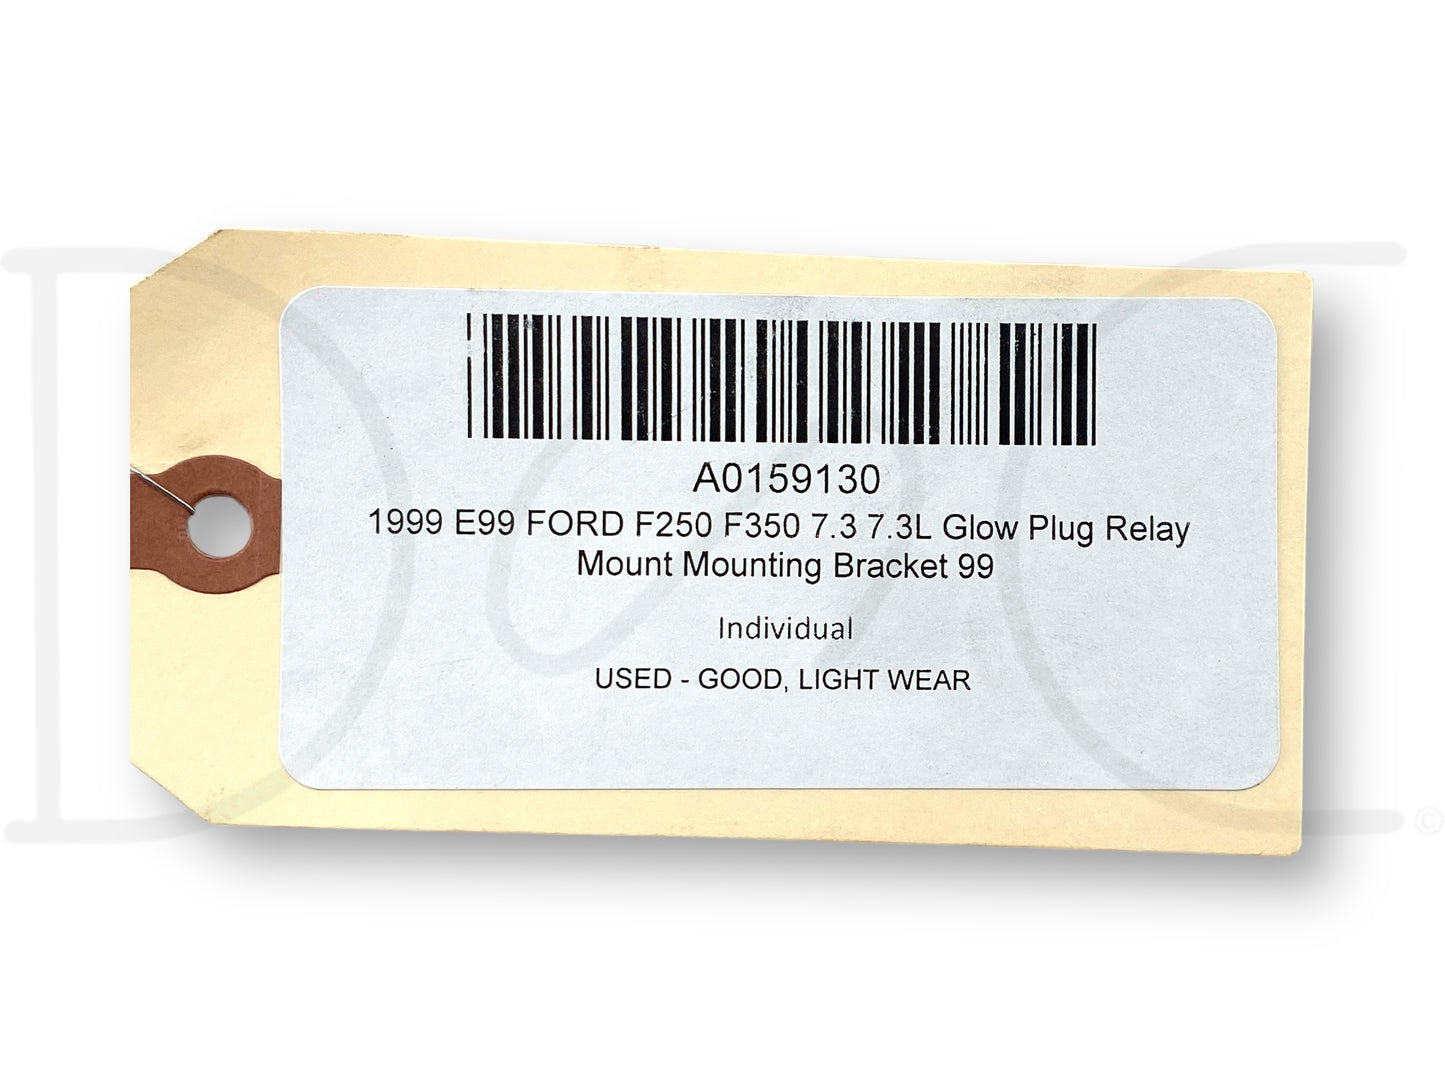 A0159130
1999 E99 FORD F250 F350 7.3 7.3L Glow Plug Relay
Mount Mounting Bracket 99
Individual
USED - GOOD, LIGHT WEAR
©